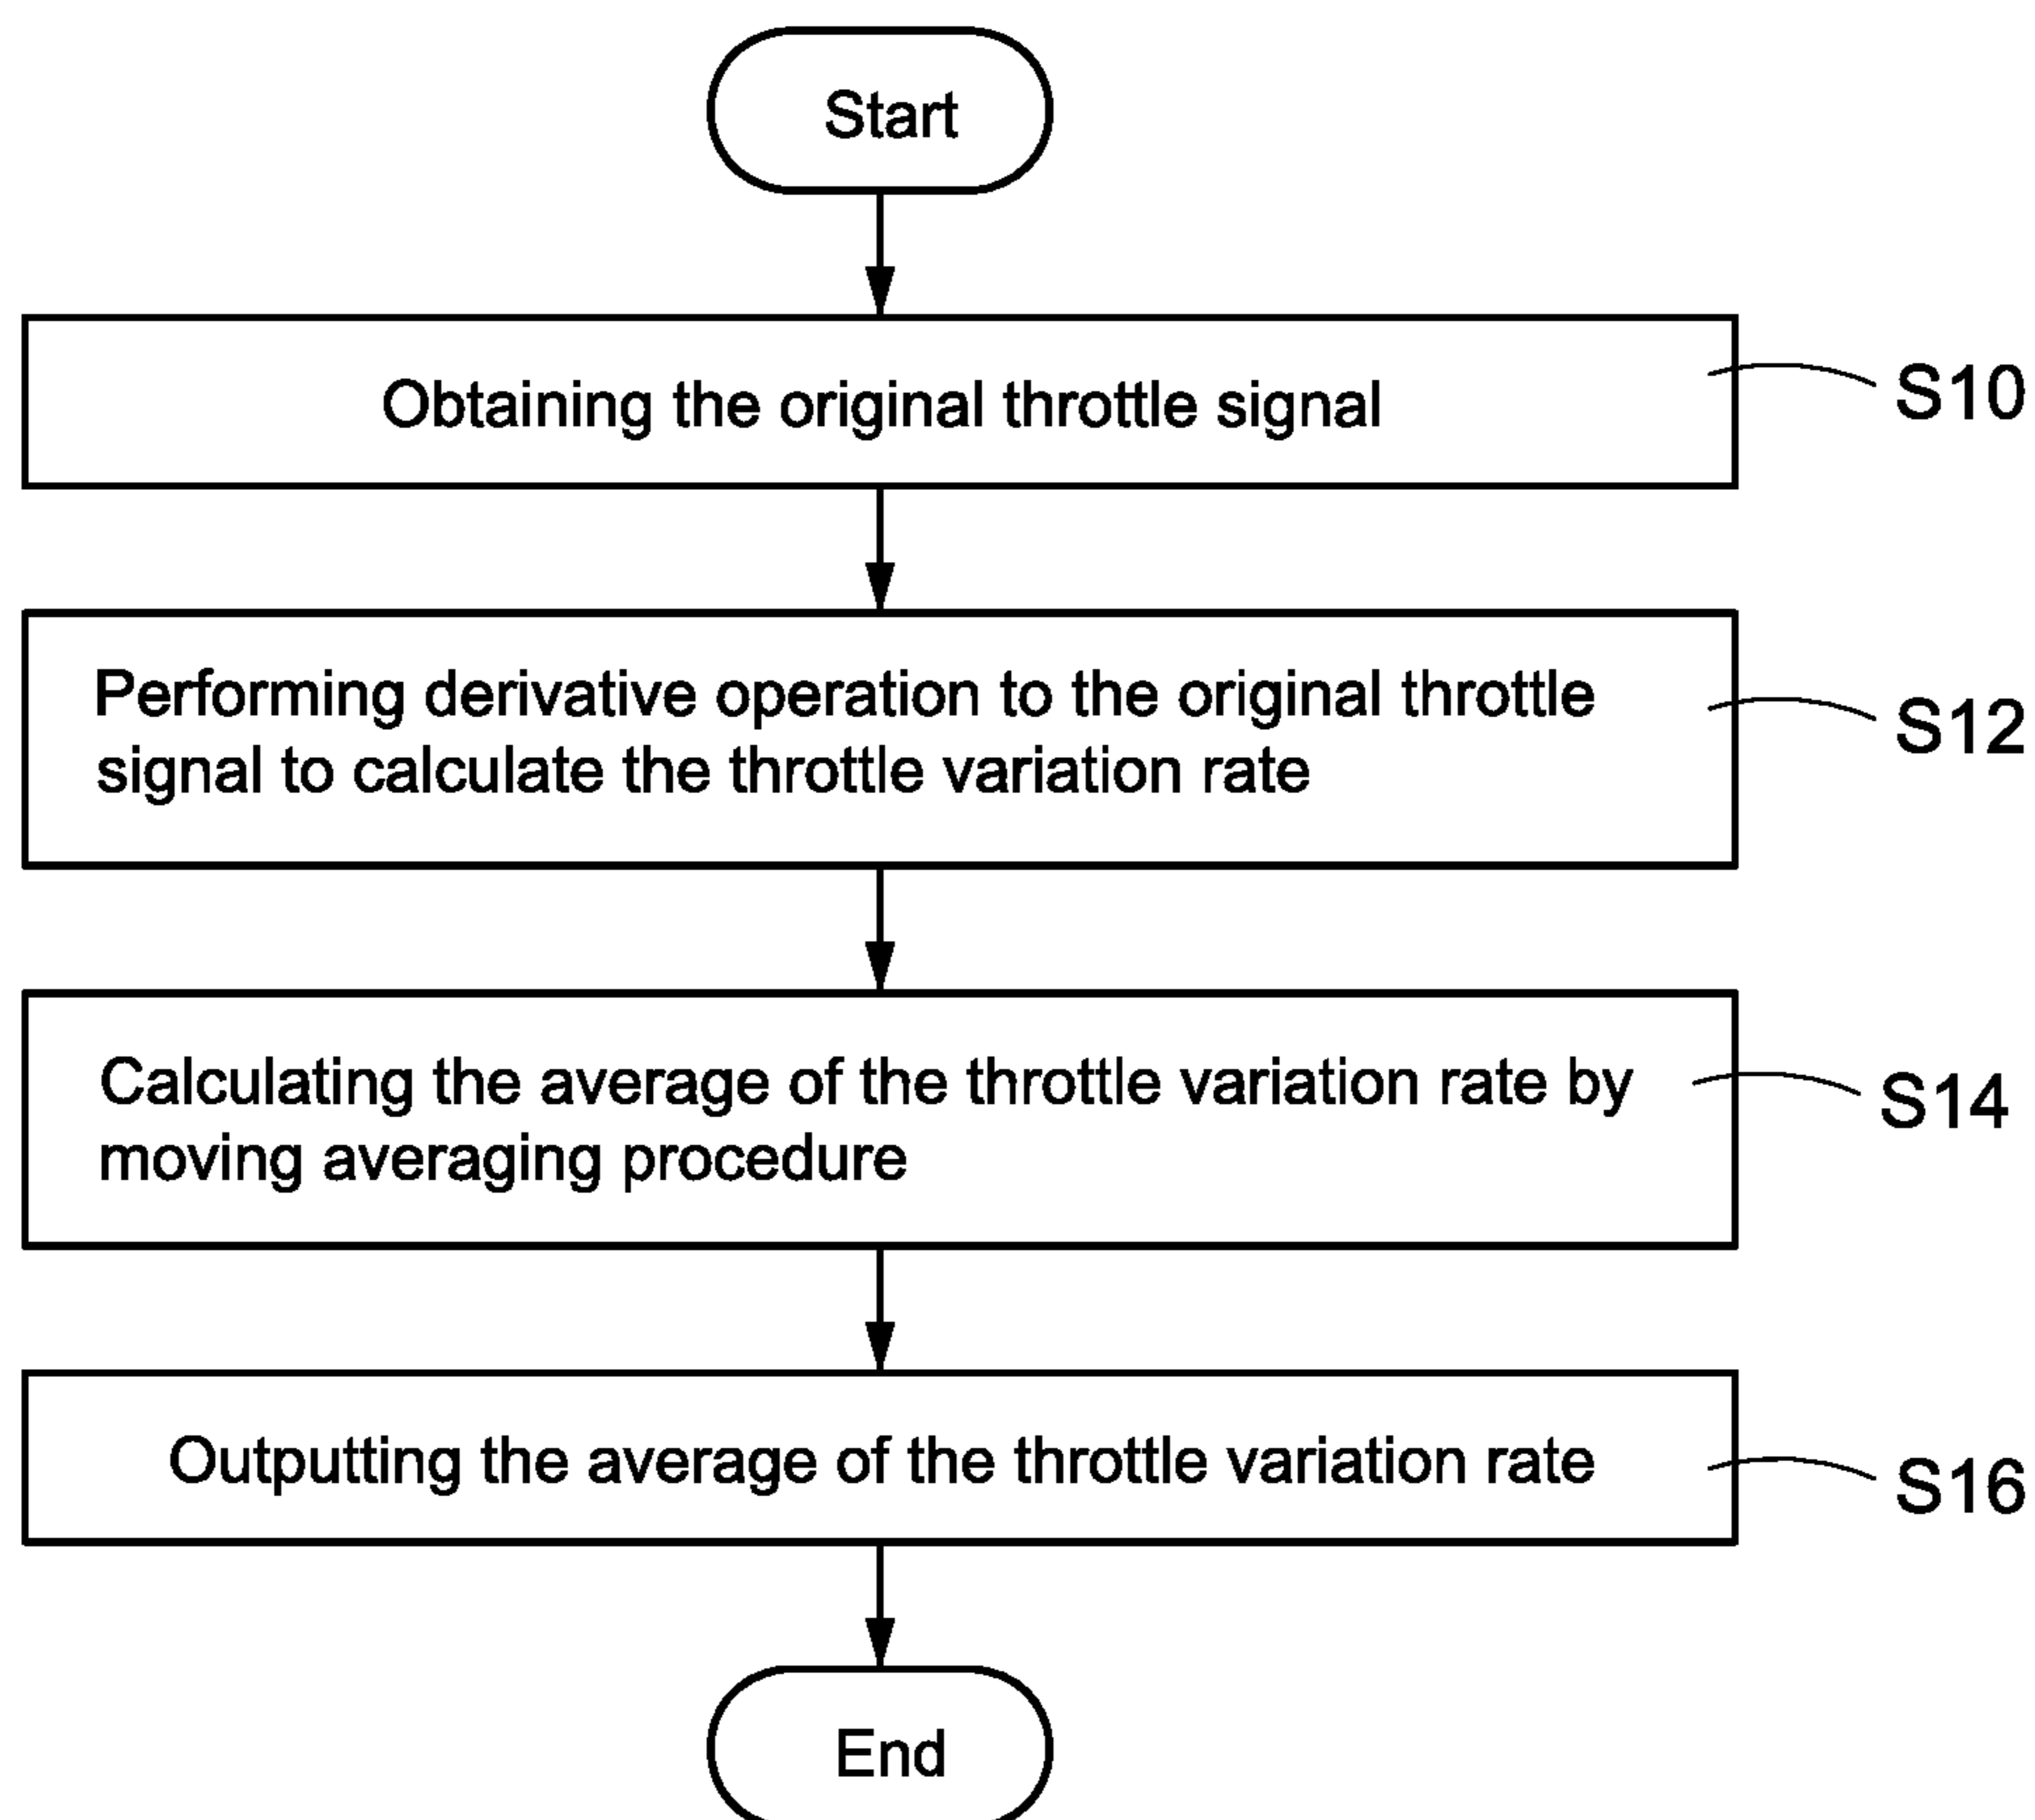 Start
Obtaining the original throttle signal
S10
Performing derivative operation to the original throttle
signal to calculate the throttle variation rate
S12
Calculating the average of the throttle variation rate by
moving averaging procedure
S14
Outputting the average of the throttle variation rate
S16
End